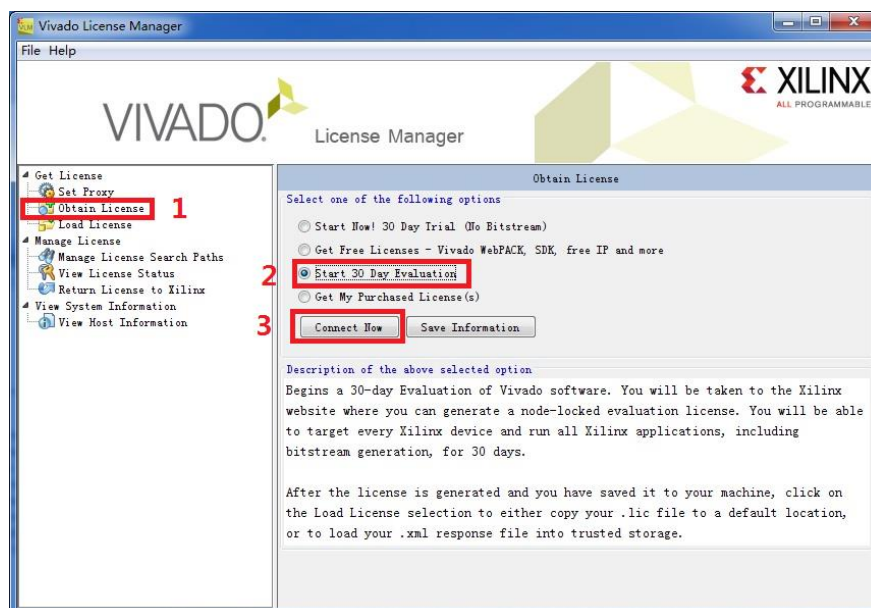 Vivado License Manager
File Help
VIVADO.
License Manager
XILINX
ALL PROGRAMMABLE
Get License
Set Proxy
Obtain License
1
Load License
Manage License
Manage License Search Paths
View License Status
Return License to Xilinx
View System Information
View Host Information
Obtain License
Select one of the following options
Start Now! 30 Day Trial (No Bitstream)
Get Free Licenses - Vivado WebPACK, SDK, free IP and more
2
Start 30 Day Evaluation
Get My Purchased License(s)
3
Connect Now
Save Information
Description of the above selected option
Begins a 30-day Evaluation of Vivado software. You will be taken to the Xilinx
website where you can generate a node-locked evaluation license. You will be able
to target every Xilinx device and run all Xilinx applications, including
bitstream generation, for 30 days.
After the license is generated and you have saved it to your machine, click on
the Load License selection to either copy your .lic file to a default location,
or to load your .xml response file into trusted storage.